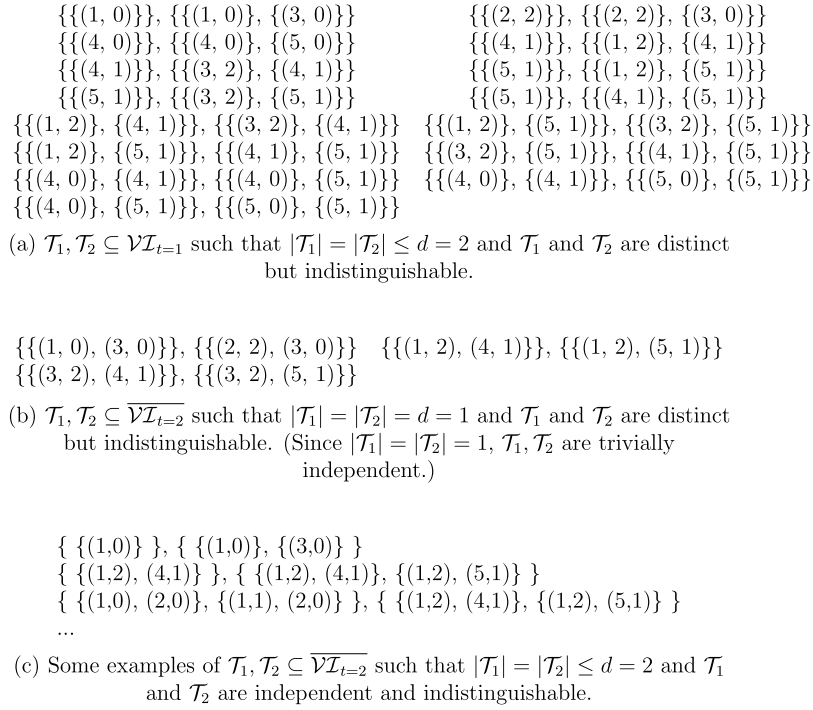 {{(1, 0)}}, {{(1, 0)}, {(3, 0)}} {{(2, 2)}}, {{(2, 2)}, {(3, 0)}}
{{(4, 0)}}, {{(4, 0)}, {(5, 0)}} {{(4, 1)}}, {{(1, 2)}, {(4, 1)}}
{{(4, 1)}}, {{(3, 2)}, {(4, 1)}} {{(5, 1)}}, {{(1, 2)}, {(5, 1)}}
{{(5, 1)}}, {{(3, 2)}, {(5, 1)}} {{(5, 1)}}, {{(4, 1)}, {(5, 1)}}
{{(1, 2)}, {(4, 1)}}, {{(3, 2)}, {(4, 1)}} {{(1, 2)}, {(5, 1)}}, {{(3, 2)}, {(5, 1)}}
{{(1, 2)}, {(5, 1)}}, {{(4, 1)}, {(5, 1)}} {{(3, 2)}, {(5, 1)}}, {{(4, 1)}, {(5, 1)}}
{{(4, 0)}, {(4, 1)}}, {{(4, 0)}, {(5, 1)}} {{(4, 0)}, {(4, 1)}}, {{(5, 0)}, {(5, 1)}}
{{(4, 0)}, {(5, 1)}}, {{(5, 0)}, {(5, 1)}}
(a) 𝒯₁, 𝒯₂ ⊆ 𝒱ℐₜ₌₁ such that |𝒯₁| = |𝒯₂| ≤ d = 2 and 𝒯₁ and 𝒯₂ are distinct
but indistinguishable.
{{(1, 0), (3, 0)}}, {{(2, 2), (3, 0)}} {{(1, 2), (4, 1)}}, {{(1, 2), (5, 1)}}
{{(3, 2), (4, 1)}}, {{(3, 2), (5, 1)}}
(b) 𝒯₁, 𝒯₂ ⊆ \overline{𝒱ℐₜ₌₂} such that |𝒯₁| = |𝒯₂| = d = 1 and 𝒯₁ and 𝒯₂ are distinct
but indistinguishable. (Since |𝒯₁| = |𝒯₂| = 1, 𝒯₁, 𝒯₂ are trivially
independent.)
{ {(1,0)} }, { {(1,0)}, {(3,0)} }
{ {(1,2), (4,1)} }, { {(1,2), (4,1)}, {(1,2), (5,1)} }
{ {(1,0), (2,0)}, {(1,1), (2,0)} }, { {(1,2), (4,1)}, {(1,2), (5,1)} }
...
(c) Some examples of 𝒯₁, 𝒯₂ ⊆ \overline{𝒱ℐₜ₌₂} such that |𝒯₁| = |𝒯₂| ≤ d = 2 and 𝒯₁
and 𝒯₂ are independent and indistinguishable.